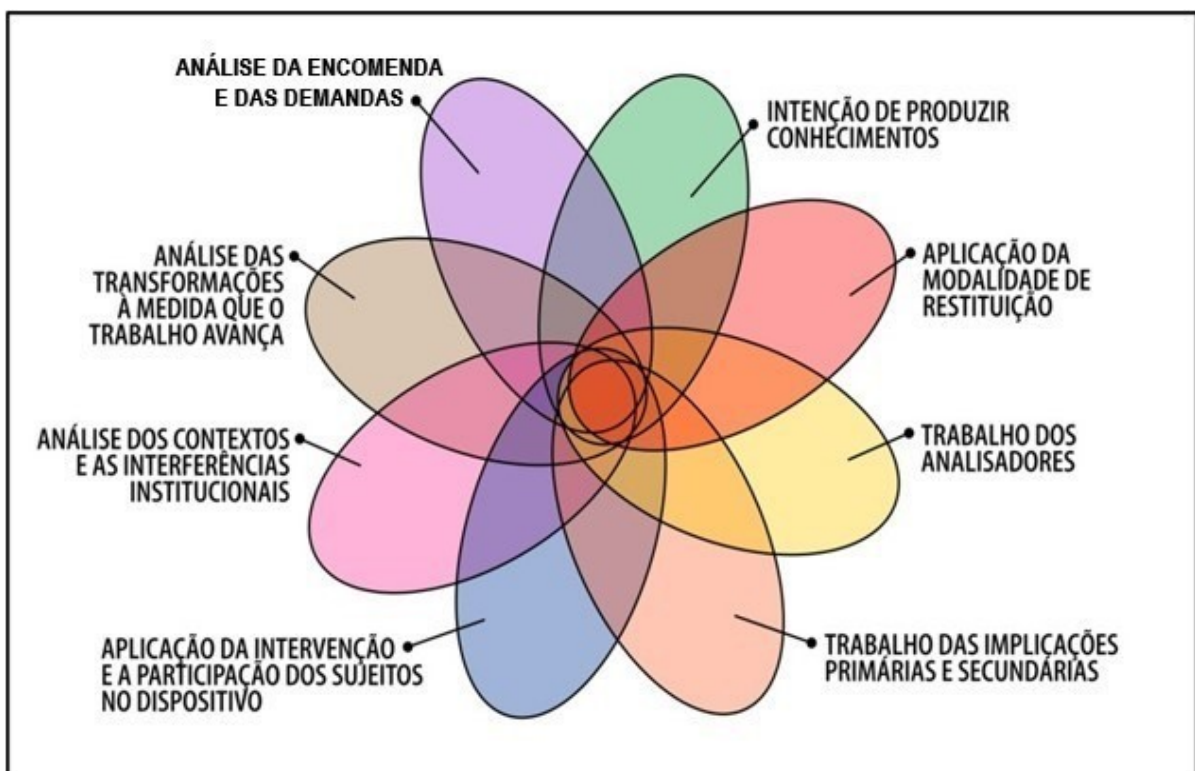 ANÁLISE DA ENCOMENDA
E DAS DEMANDAS
INTENÇÃO DE PRODUZIR
CONHECIMENTOS
APLICAÇÃO DA
MODALIDADE DE
RESTITUIÇÃO
TRABALHO DOS
ANALISADORES
TRABALHO DAS IMPLICAÇÕES
PRIMÁRIAS E SECUNDÁRIAS
APLICAÇÃO DA INTERVENÇÃO
E A PARTICIPAÇÃO DOS SUJEITOS
NO DISPOSITIVO
ANÁLISE DOS CONTEXTOS
E AS INTERFERÊNCIAS
INSTITUCIONAIS
ANÁLISE DAS
TRANSFORMAÇÕES
À MEDIDA QUE O
TRABALHO AVANÇA